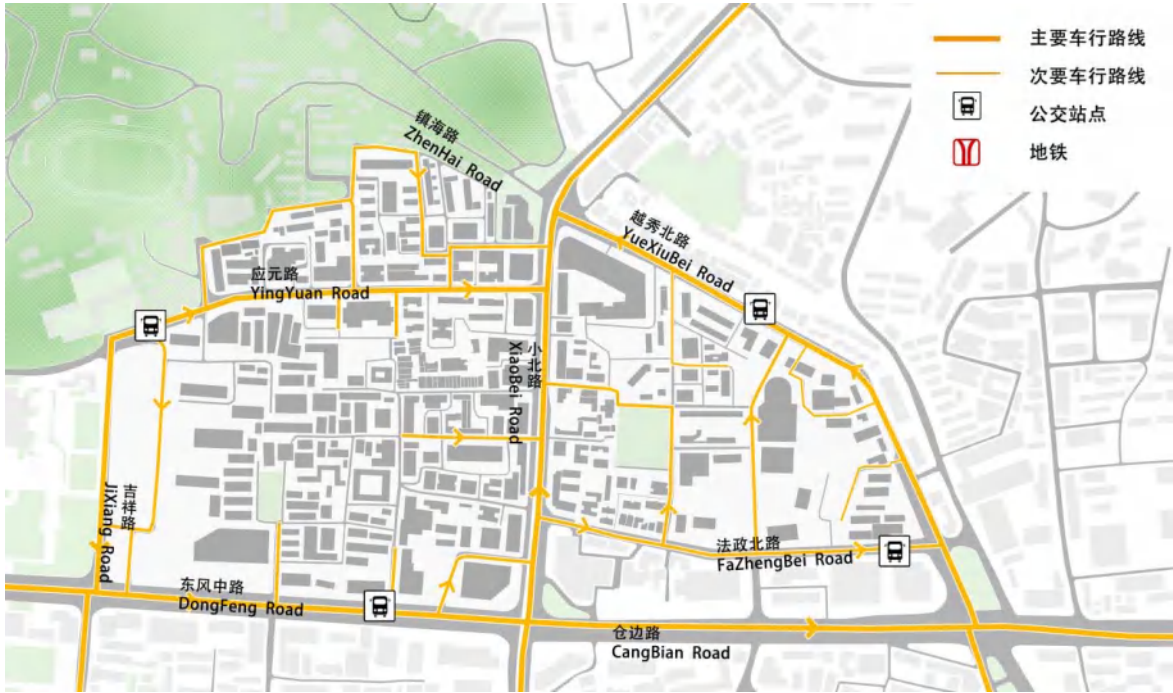 主要车行路线
次要车行路线
公交站点
地铁
镇海路
ZhenHai Road
越秀北路
YueXiuBei Road
应元路
YingYuan Road
小北路
XiaoBei Road
吉祥路
JiXiang Road
法政北路
FaZhengBei Road
东风中路
DongFeng Road
仓边路
CangBian Road